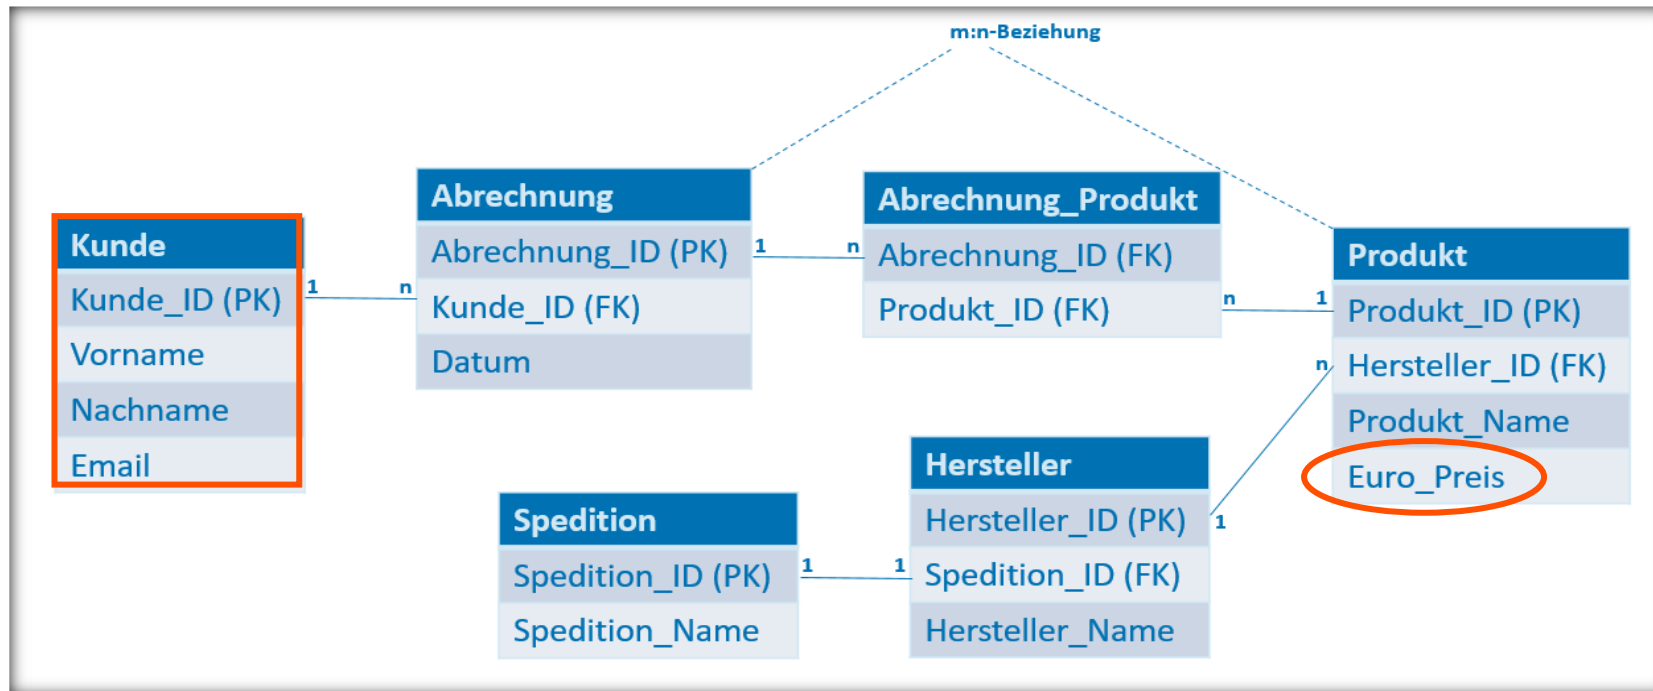 m:n-Beziehung
Kunde
Kunde_ID (PK)
Vorname
Nachname
Email
1
n
Abrechnung
Abrechnung_ID (PK)
Kunde_ID (FK)
Datum
1
n
Abrechnung_Produkt
Abrechnung_ID (FK)
Produkt_ID (FK)
n
1
Produkt
Produkt_ID (PK)
Hersteller_ID (FK)
Produkt_Name
Euro_Preis
n
1
Spedition
Spedition_ID (PK)
Spedition_Name
1
1
Hersteller
Hersteller_ID (PK)
Spedition_ID (FK)
Hersteller_Name